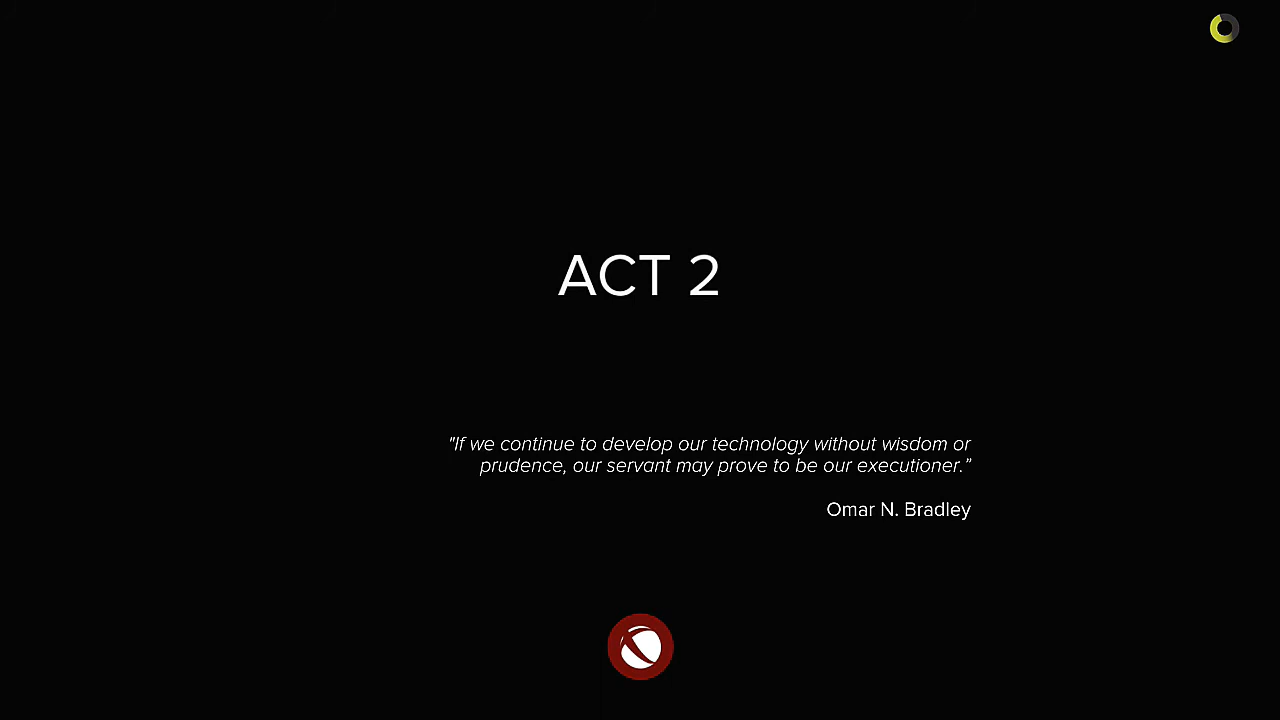 ACT 2
"If we continue to develop our technology without wisdom or
prudence, our servant may prove to be our executioner.”
Omar N. Bradley